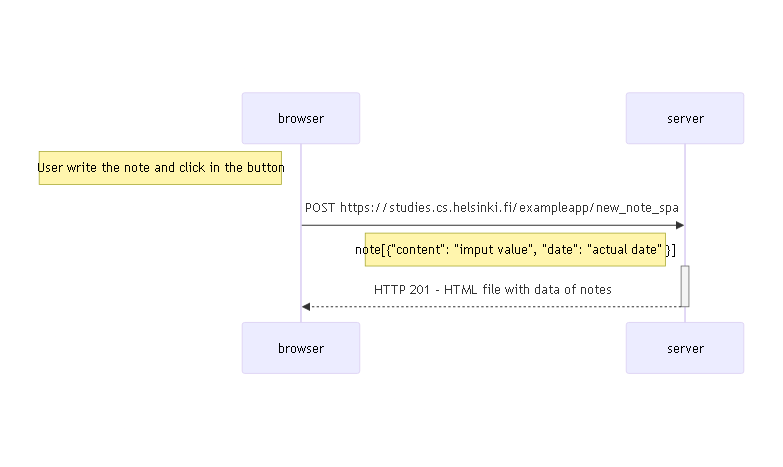 browser
server
User write the note and click in the button
POST https://studies.cs.helsinki.fi/exampleapp/new_note_spa
note[{"content": "imput value", "date": "actual date" }]
HTTP 201 - HTML file with data of notes
browser
server